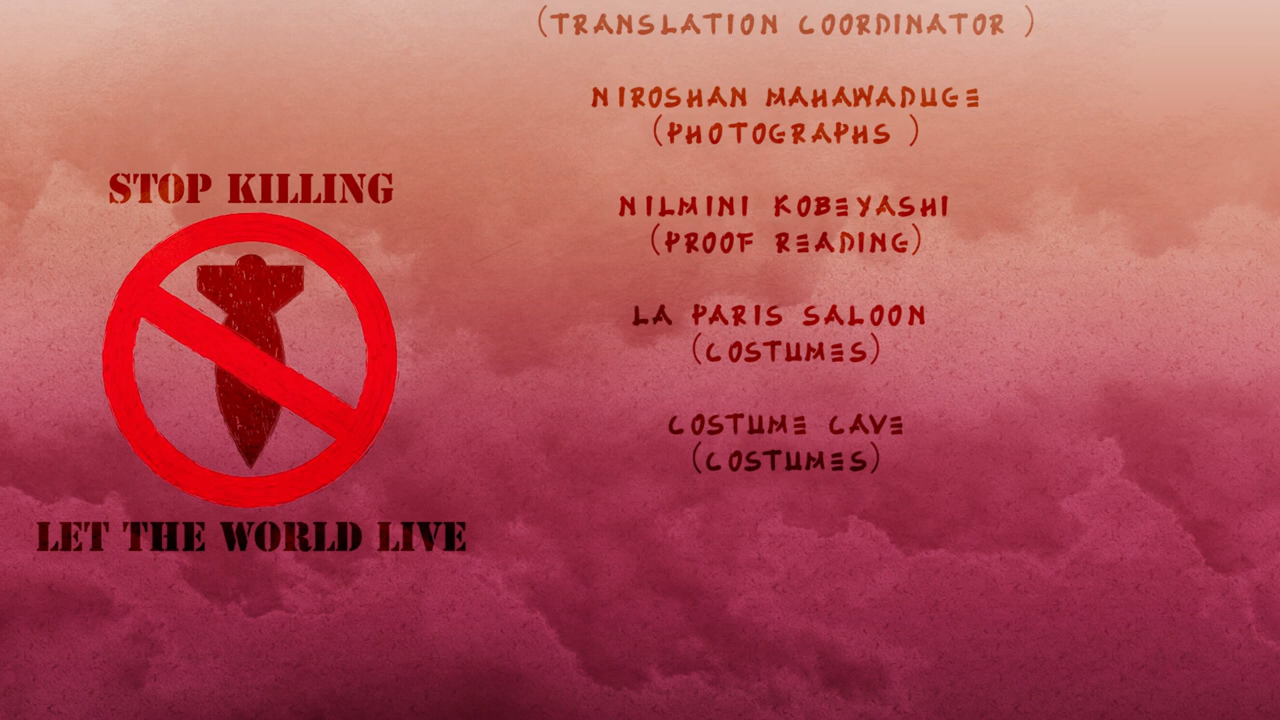 (TRANSLATION COORDINATOR )
NIROSHAN MAHAWADUGE
(PHOTOGRAPHS )
NILMINI KOBEYASHI
(PROOF READING)
LA PARIS SALOON
(COSTUMES)
COSTUME CAVE
(COSTUMES)
STOP KILLING
LET THE WORLD LIVE